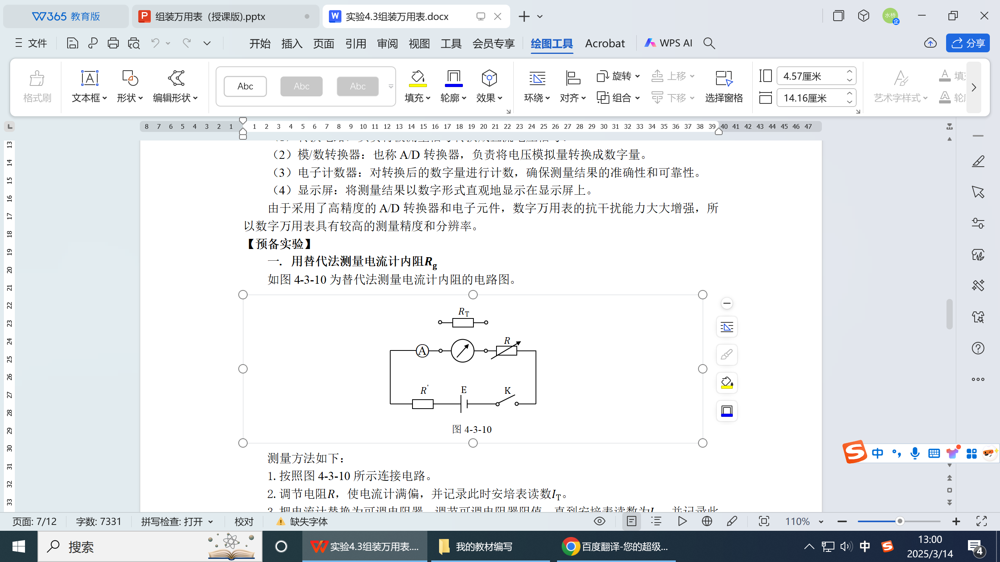 W365 教育版
组装万用表（授课版).pptx
实验4.3组装万用表.docx
水桥
企
文件
开始 插入 页面 引用 审阅 视图 工具 会员专享 绘图工具 Acrobat WPS AI
分享
格式刷
文本框
形状
编辑形状
Abc Abc Abc
填充
轮廓
效果
环绕
对齐
旋转
组合
上移
下移
选择窗格
4.57厘米
14.16厘米
艺术字样式
8 7 6 5 4 3 2 1 1 2 3 4 5 6 7 8 9 10 11 12 13 14 15 16 17 18 19 20 21 22 23 24 25 26 27 28 29 30 31 32 33 34 35 36 37 38 39 40 41 42 43 44 45 46 47
13
14
15
16
17
18
19
20
21
22
23
24
25
26
27
28
29
30
31
32
33
（2）模/数转换器：也称 A/D 转换器，负责将电压模拟量转换成数字量。
（3）电子计数器：对转换后的数字量进行计数，确保测量结果的准确性和可靠性。
（4）显示屏：将测量结果以数字形式直观地显示在显示屏上。
由于采用了高精度的 A/D 转换器和电子元件，数字万用表的抗干扰能力大大增强，所
以数字万用表具有较高的测量精度和分辨率。
【预备实验】
一．用替代法测量电流计内阻Rg
如图 4-3-10 为替代法测量电流计内阻的电路图。
RT
A
R
R'
E
K
图 4-3-10
测量方法如下：
1. 按照图 4-3-10 所示连接电路。
2. 调节电阻R，使电流计满偏，并记录此时安培表读数IT。
3. 把电流计替换为可调电阻器，调节可调电阻器阻值，直到安培表读数为I
，并记录此
中
页面: 7/12
字数: 7331
拼写检查: 打开
校对
缺失字体
110%
搜索
实验4.3组装万用表....
我的教材编写
百度翻译-您的超级...
中
13:00
2025/3/14
4